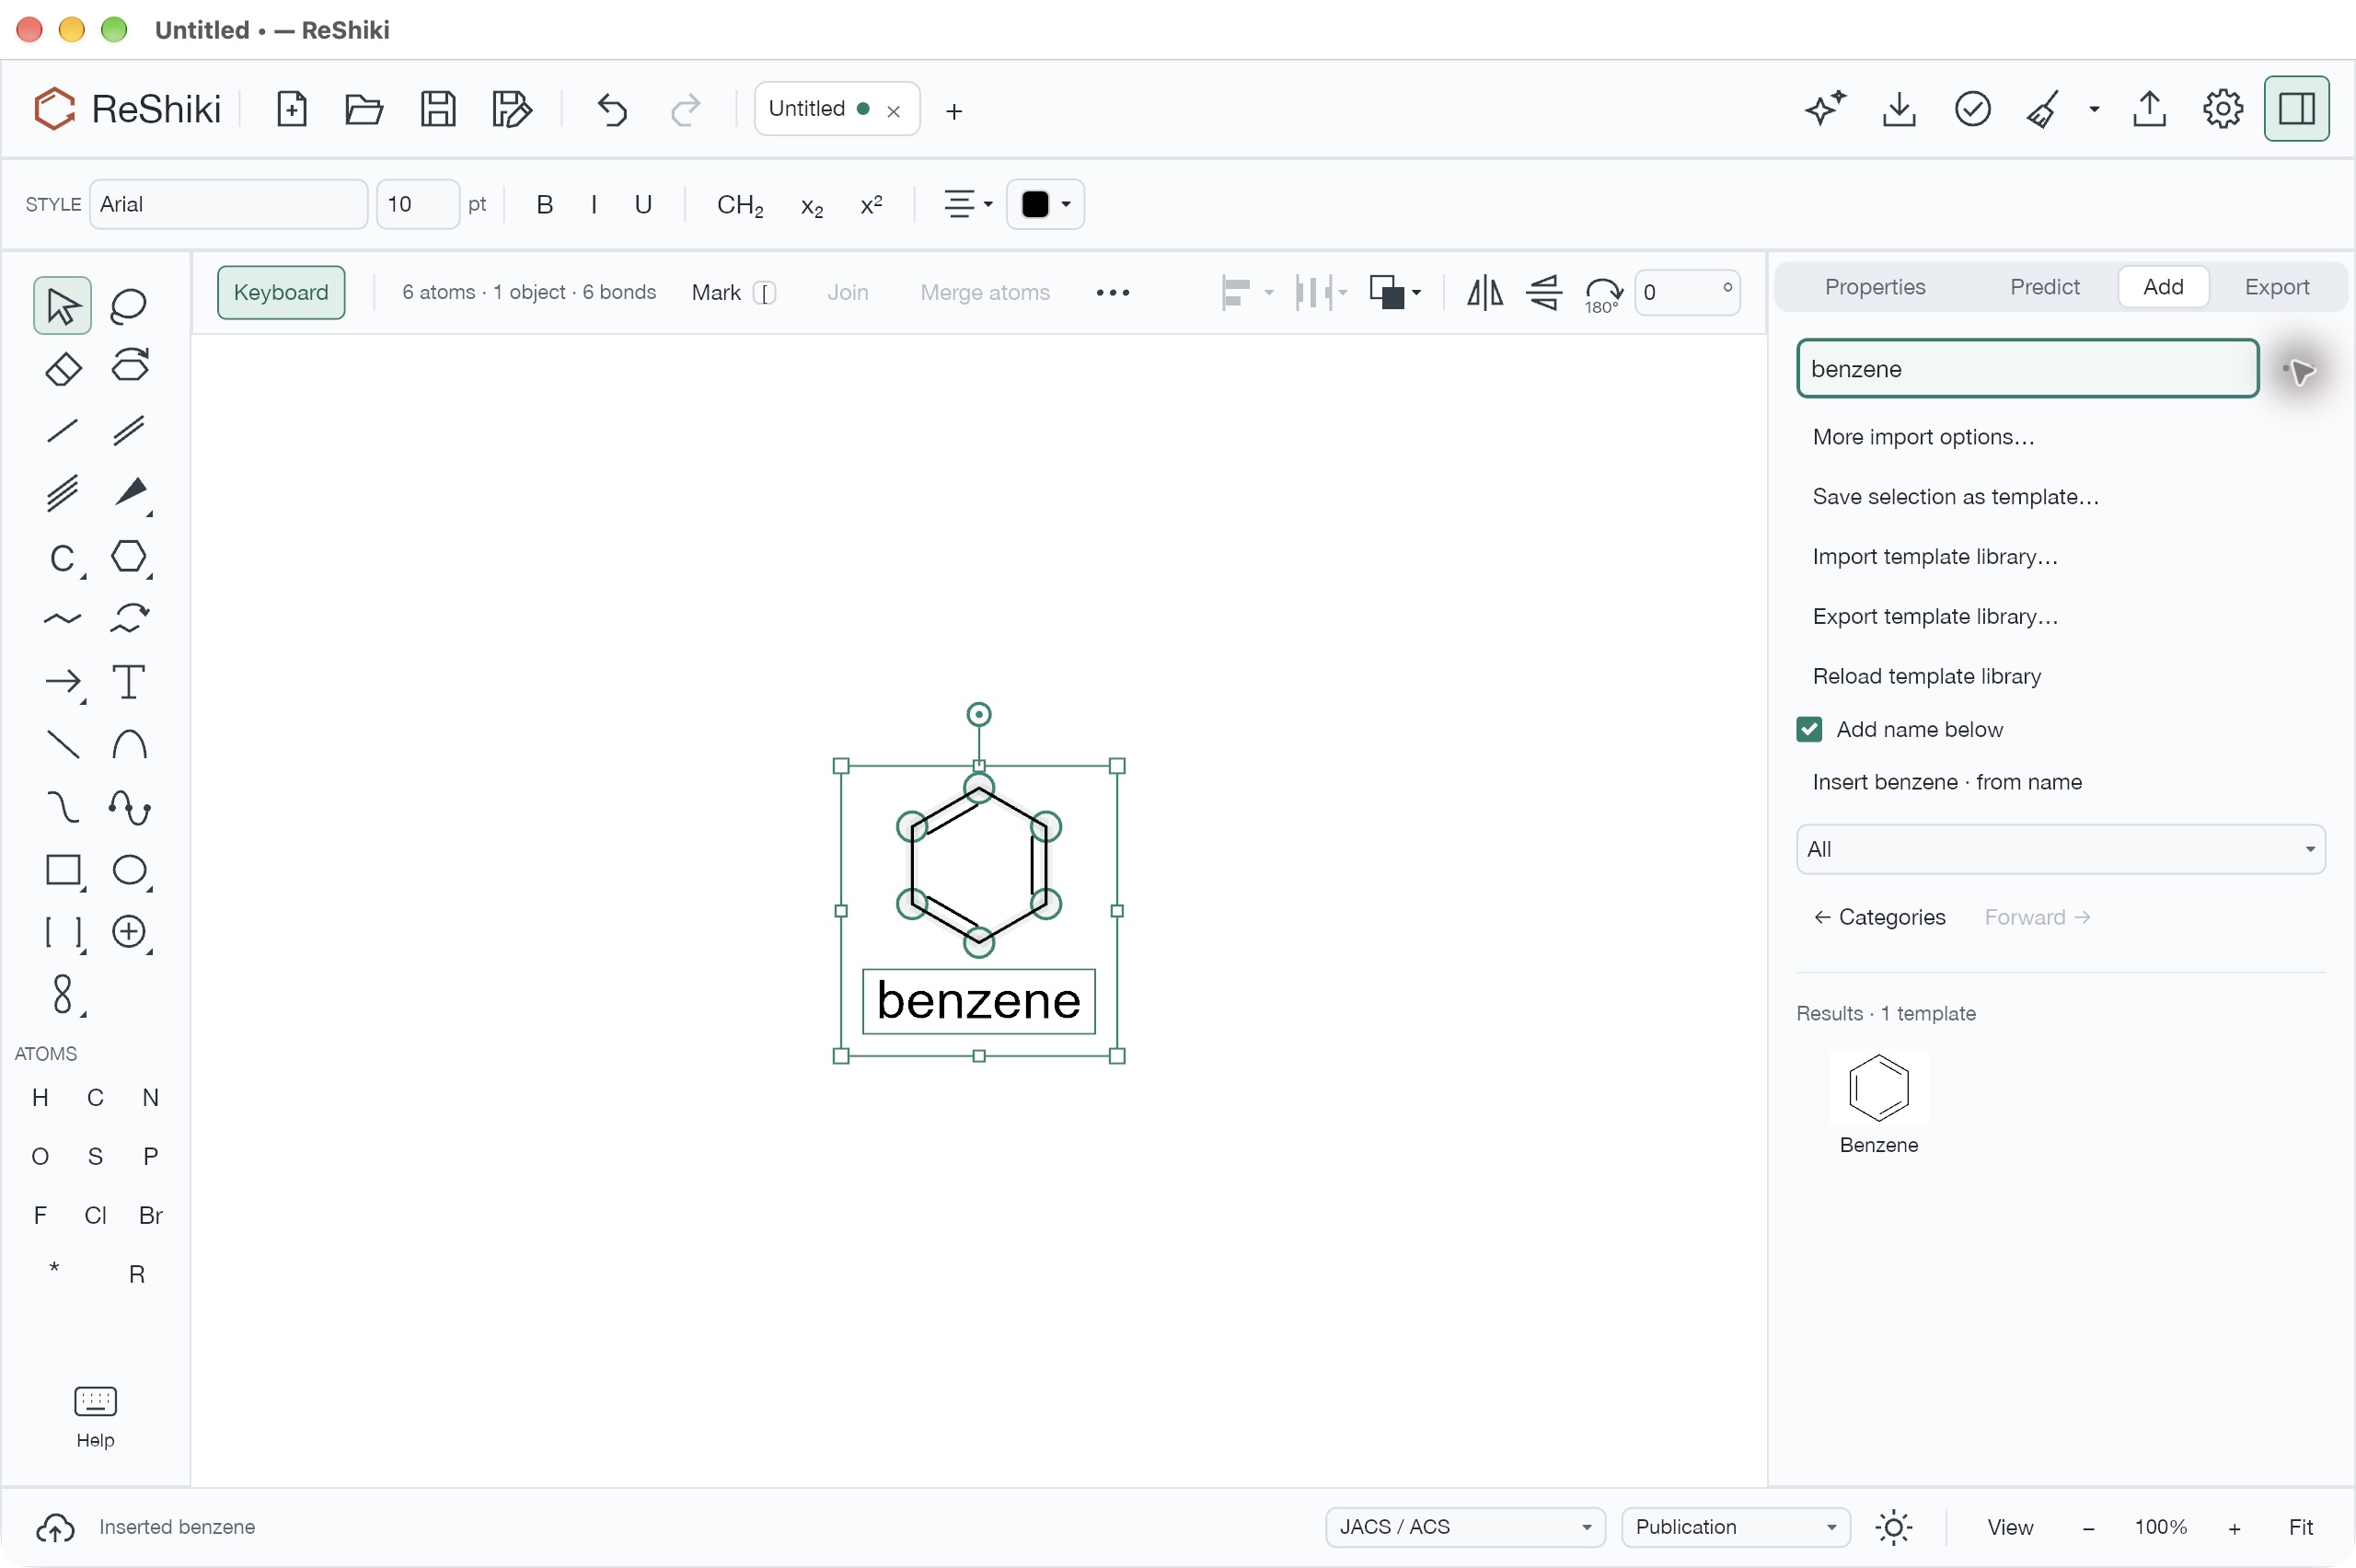 Untitled • — ReShiki
ReShiki
Untitled
STYLE Arial 10 pt B I U CH₂ x₂ x²
Keyboard 6 atoms · 1 object · 6 bonds Mark [ Join Merge atoms ••• 180° 0 °
Properties Predict Add Export
benzene
More import options...
Save selection as template...
Import template library...
Export template library...
Reload template library
Add name below
Insert benzene · from name
All
← Categories Forward →
Results · 1 template
Benzene
C
T
[ ]
ATOMS
H C N
O S P
F Cl Br
* R
Help
benzene
Inserted benzene
JACS / ACS Publication View − 100% + Fit